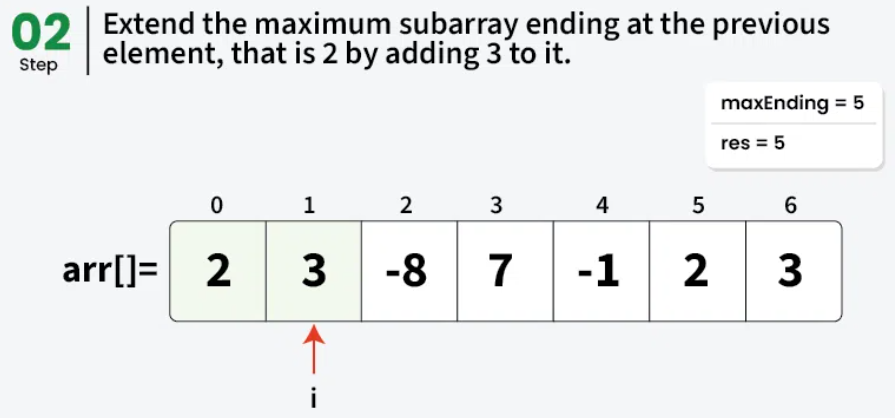 02
Step
Extend the maximum subarray ending at the previous
element, that is 2 by adding 3 to it.
maxEnding = 5
res = 5
0 1 2 3 4 5 6
arr[]= 2 3 -8 7 -1 2 3
i